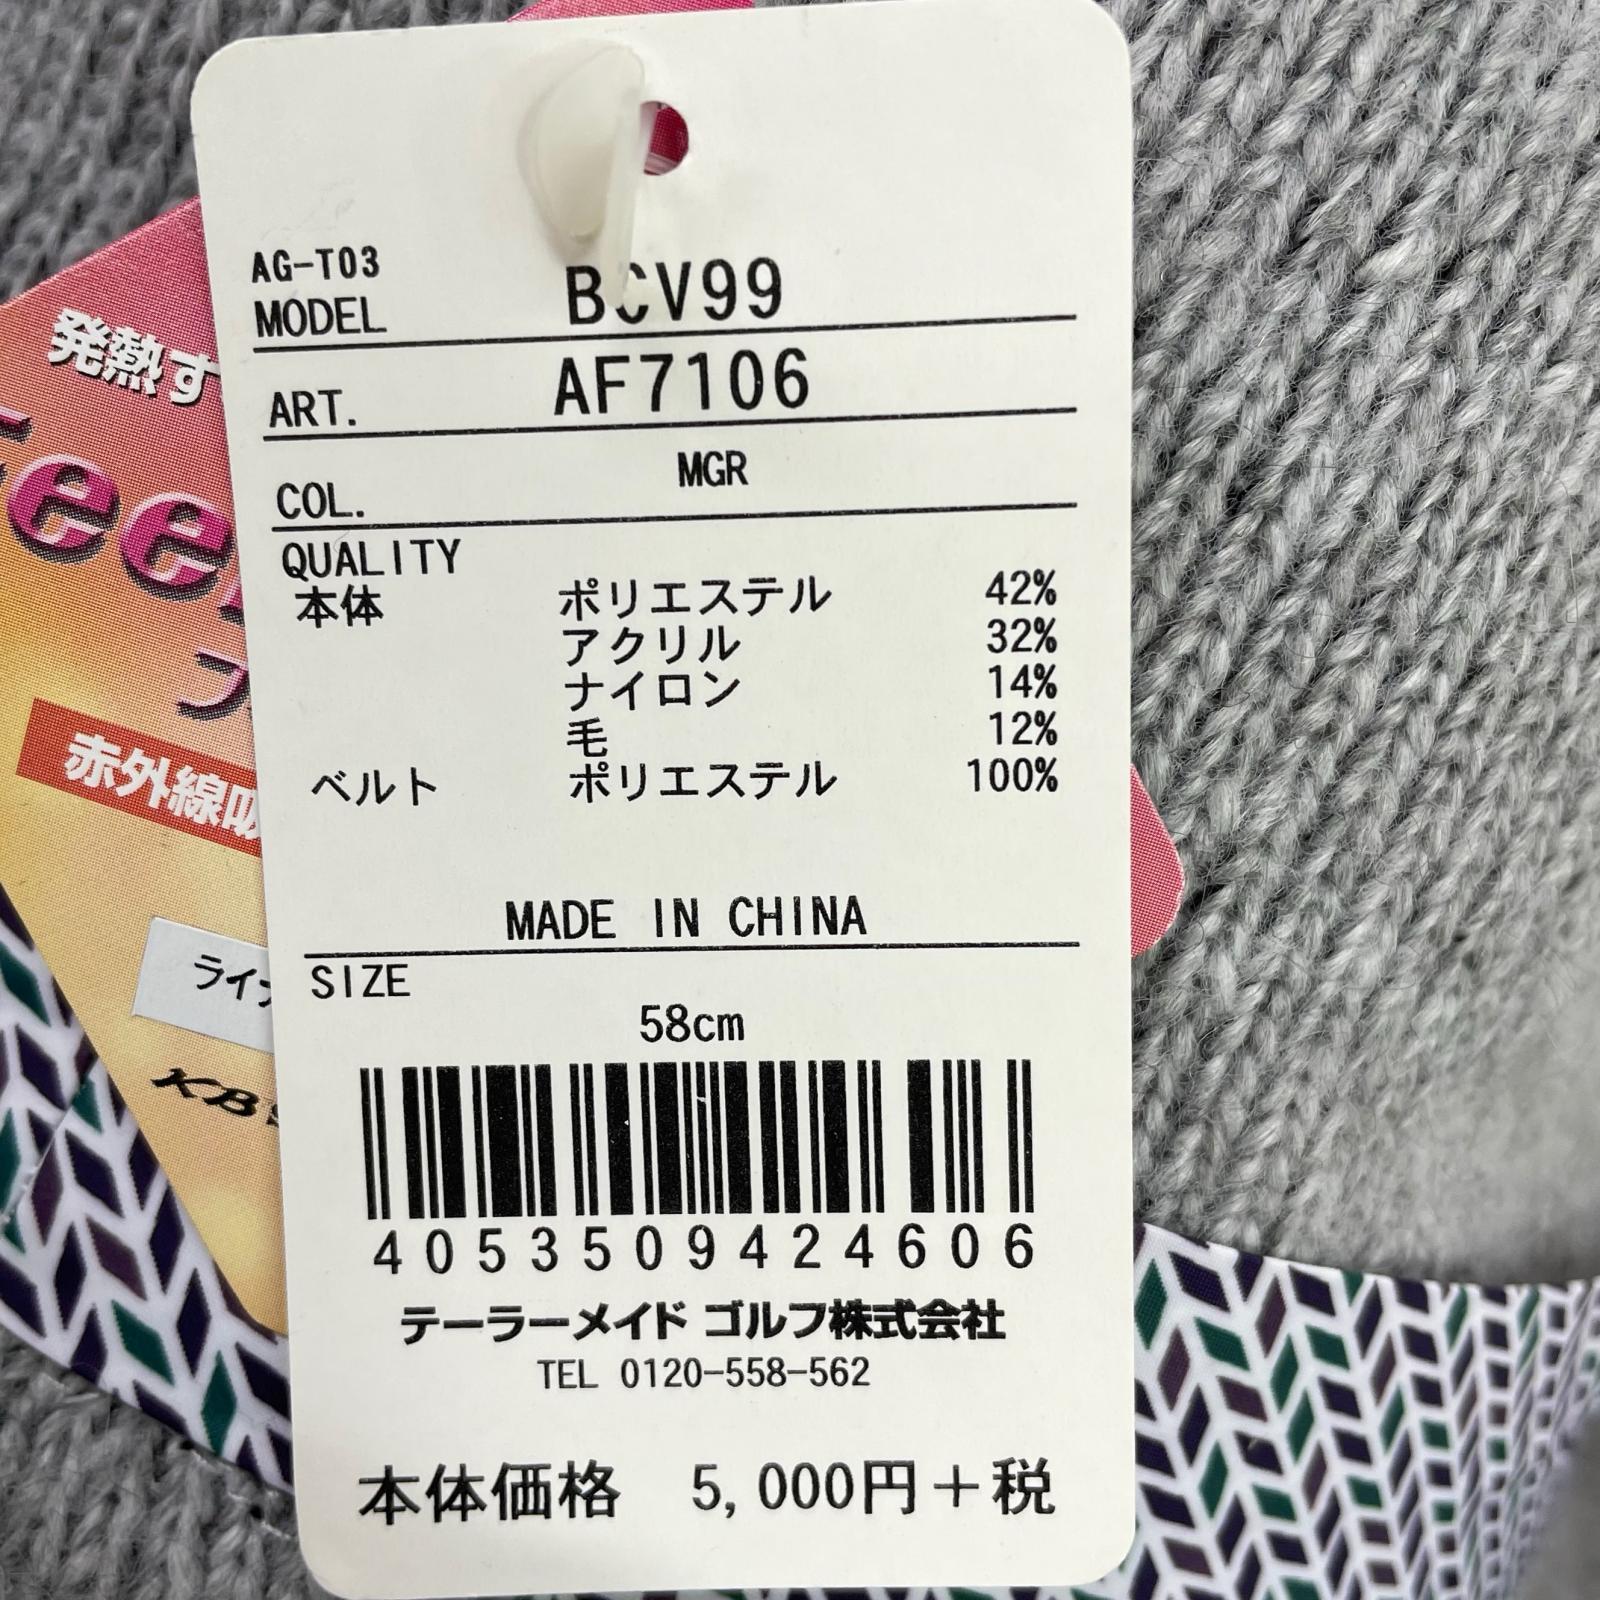 AG-T03
MODEL BCV99
ART. AF7106
COL. MGR
QUALITY
本体 ポリエステル 42%
アクリル 32%
ナイロン 14%
毛 12%
ベルト ポリエステル 100%
MADE IN CHINA
SIZE
58cm
4053509424606
テーラーメイド ゴルフ株式会社
TEL 0120-558-562
本体価格 5,000円+税
発熱す
赤外線吸
ライ
KBS